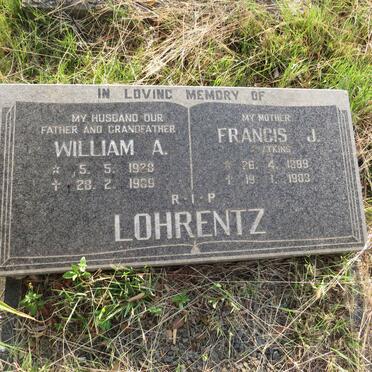 IN LOVING MEMORY OF
MY HUSBAND OUR
FATHER AND GRANDFATHER
WILLIAM A.
☆ 5. 5. 1928
✝ 28. 2. 1989
MY MOTHER
FRANCIS J.
☆ 26. 4. 1899
✝ 19. 1. 1983
R · I · P
LOHRENTZ